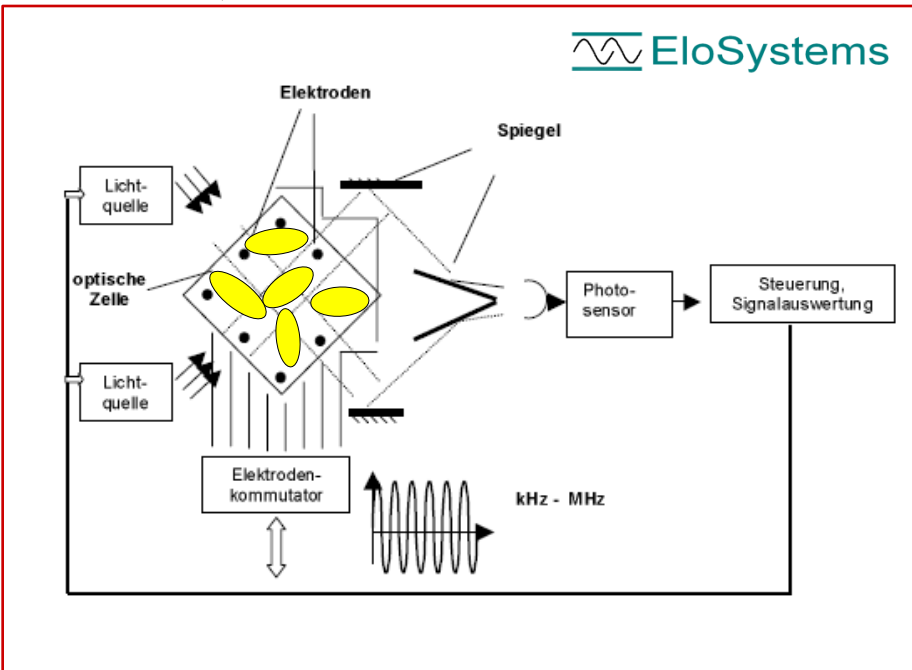 EloSystems
Elektroden
Spiegel
Licht-
quelle
optische
Zelle
Photo-
sensor
Steuerung,
Signalauswertung
Licht-
quelle
Elektroden-
kommutator
kHz - MHz